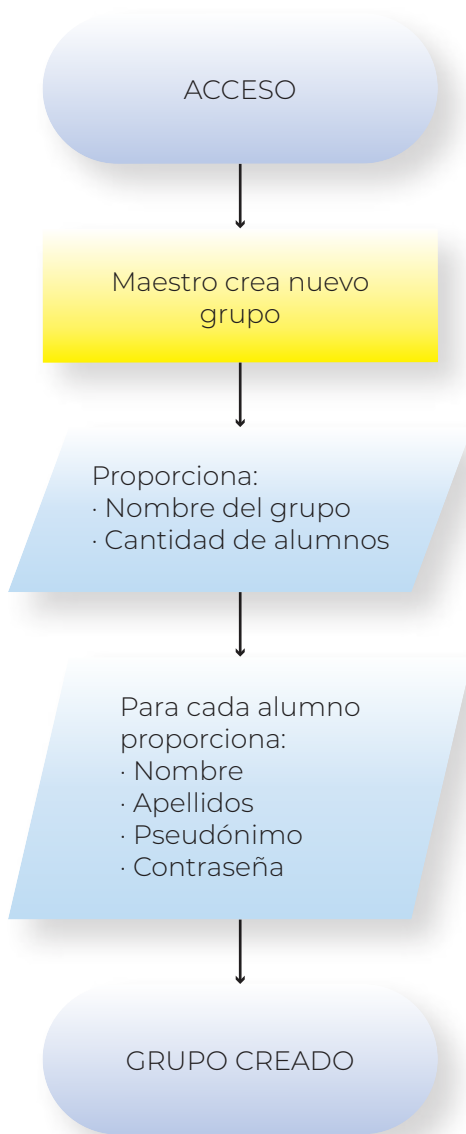 ACCESO
Maestro crea nuevo
grupo
Proporciona:
· Nombre del grupo
· Cantidad de alumnos
Para cada alumno
proporciona:
· Nombre
· Apellidos
· Pseudónimo
· Contraseña
GRUPO CREADO